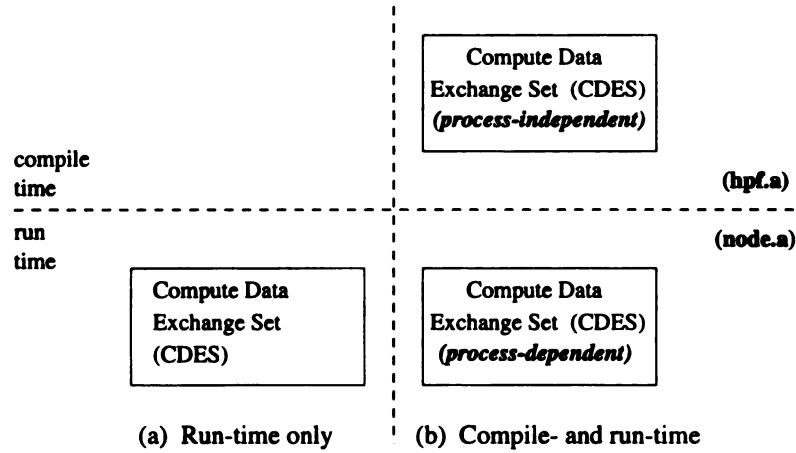 Compute Data
Exchange Set (CDES)
(process-independent)
compile
time
(hpf.a)
run
time
(node.a)
Compute Data
Exchange Set
(CDES)
Compute Data
Exchange Set (CDES)
(process-dependent)
(a) Run-time only
(b) Compile- and run-time